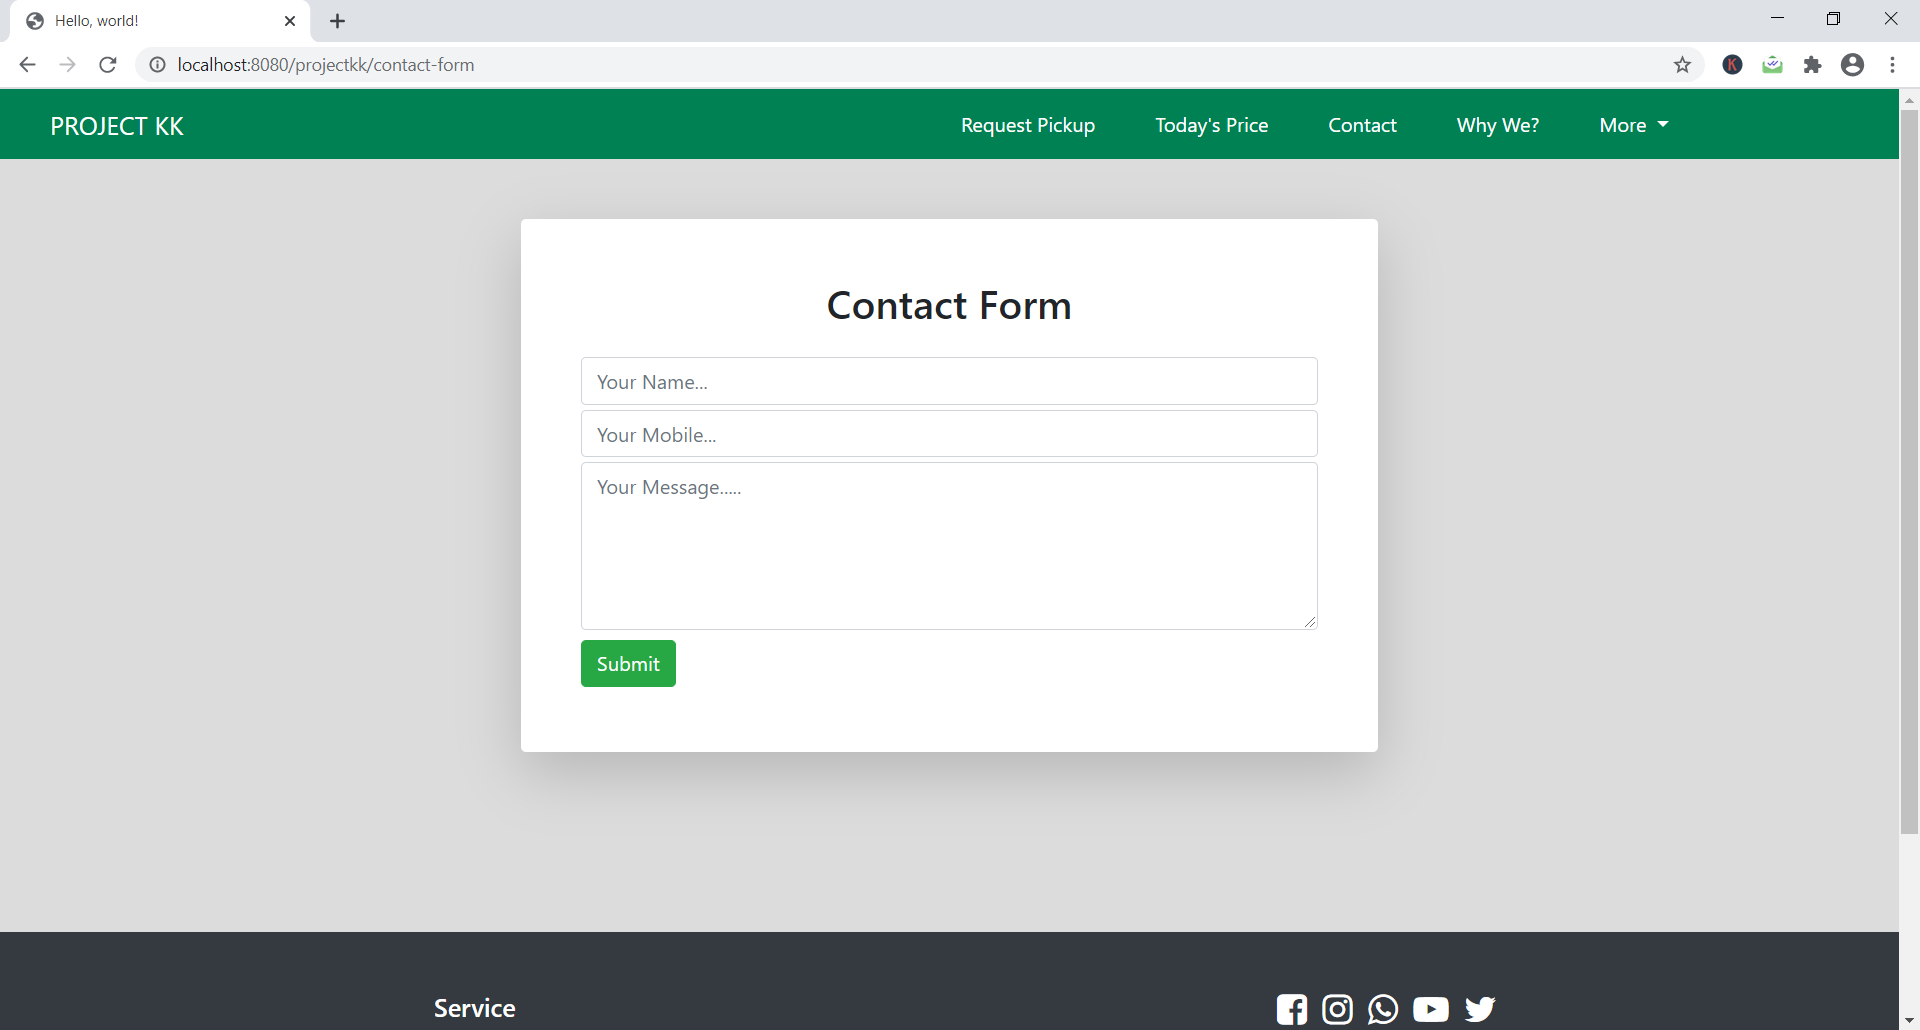 Hello, world!
localhost:8080/projectkk/contact-form
K
PROJECT KK
Request Pickup
Today's Price
Contact
Why We?
More
Contact Form
Your Name...
Your Mobile...
Your Message.....
Submit
Service